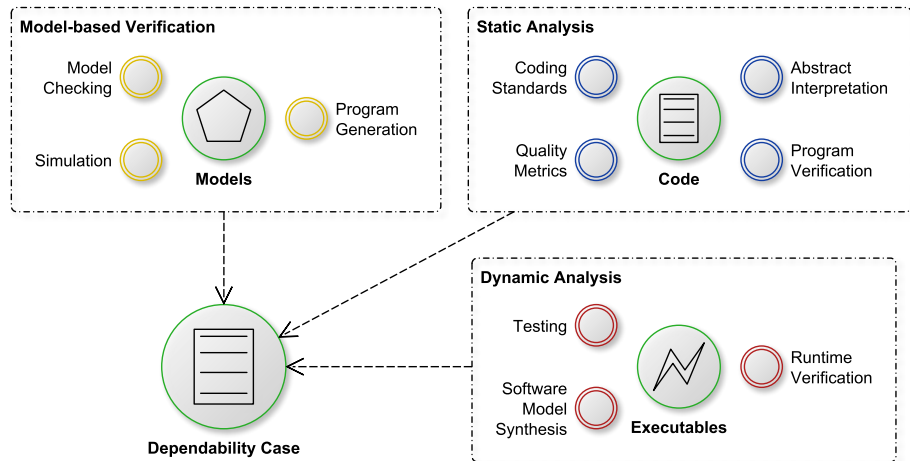 Model-based Verification
Model
Checking
Program
Generation
Simulation
Models
Static Analysis
Coding
Standards
Abstract
Interpretation
Quality
Metrics
Program
Verification
Code
Dynamic Analysis
Testing
Runtime
Verification
Software
Model
Synthesis
Executables
Dependability Case